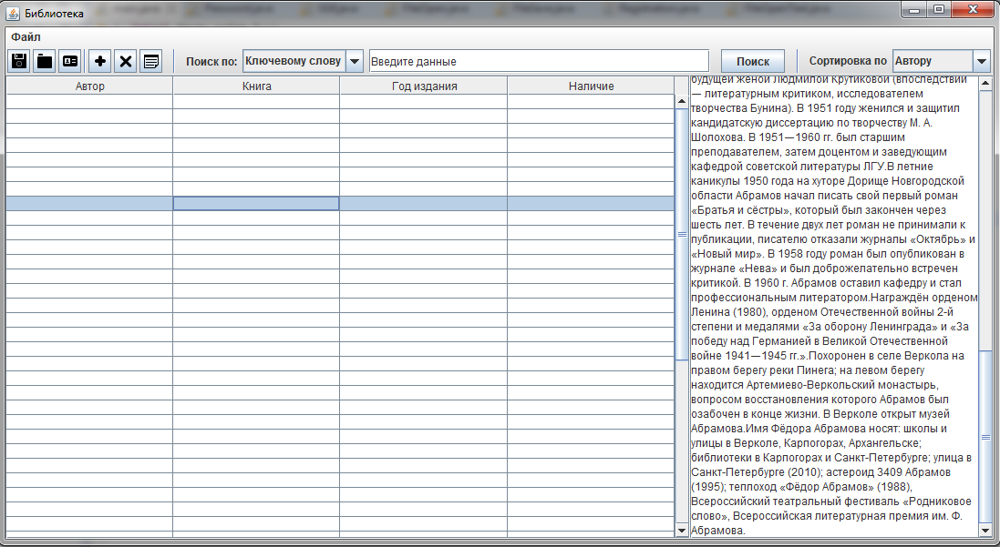 Библиотека
Файл
Поиск по: Ключевому слову Введите данные Поиск Сортировка по Автору
Автор Книга Год издания Наличие
будущей женой Людмилой Крутиковой (впоследствии
— литературным критиком, исследователем
творчества Бунина). В 1951 году женился и защитил
кандидатскую диссертацию по творчеству М. А.
Шолохова. В 1951—1960 гг. был старшим
преподавателем, затем доцентом и заведующим
кафедрой советской литературы ЛГУ.В летние
каникулы 1950 года на хуторе Дорище Новгородской
области Абрамов начал писать свой первый роман
«Братья и сёстры», который был закончен через
шесть лет. В течение двух лет роман не принимали к
публикации, писателю отказали журналы «Октябрь» и
«Новый мир». В 1958 году роман был опубликован в
журнале «Нева» и был доброжелательно встречен
критикой. В 1960 г. Абрамов оставил кафедру и стал
профессиональным литератором.Награждён орденом
Ленина (1980), орденом Отечественной войны 2-й
степени и медалями «За оборону Ленинграда» и «За
победу над Германией в Великой Отечественной
войне 1941—1945 гг.».Похоронен в селе Веркола на
правом берегу реки Пинега; на левом берегу
находится Артемиево-Веркольский монастырь,
вопросом восстановления которого Абрамов был
озабочен в конце жизни. В Верколе открыт музей
Абрамова.Имя Фёдора Абрамова носят: школы и
улицы в Верколе, Карпогорах, Архангельске;
библиотеки в Карпогорах и Санкт-Петербурге; улица в
Санкт-Петербурге (2010); астероид 3409 Абрамов
(1995); теплоход «Фёдор Абрамов» (1988),
Всероссийский театральный фестиваль «Родниковое
слово», Всероссийская литературная премия им. Ф.
Абрамова.